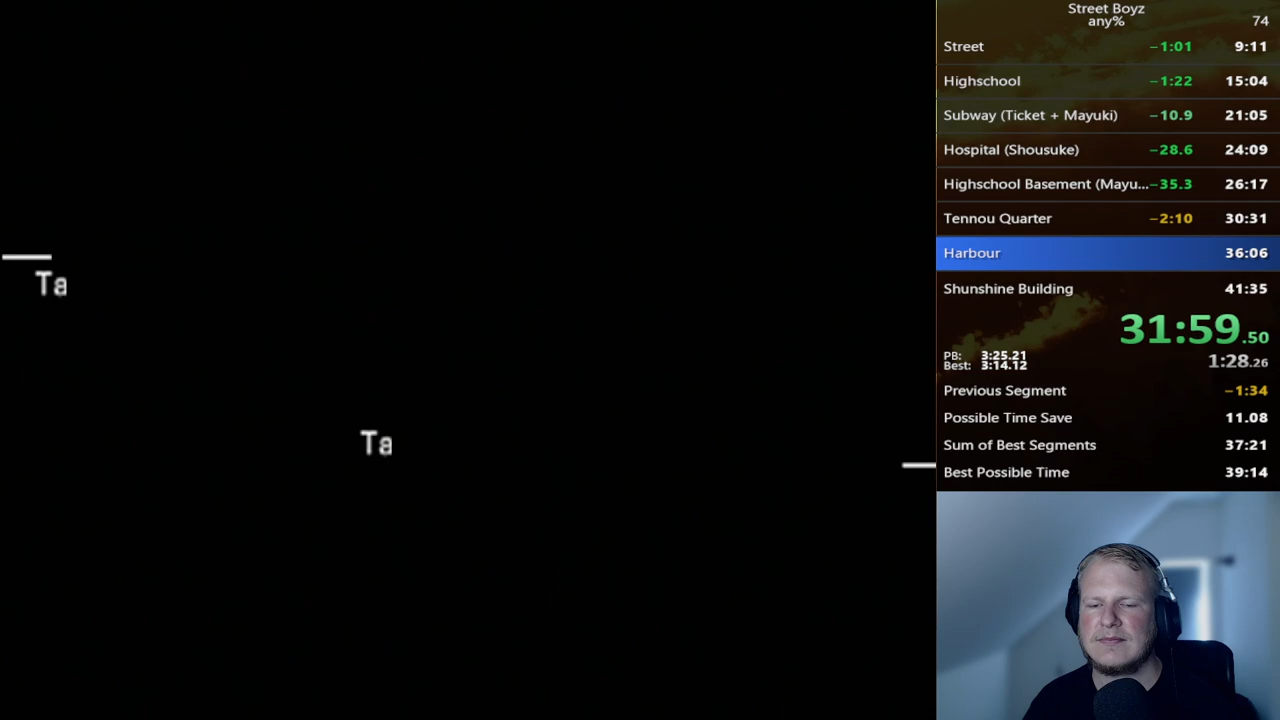 Street Boyz
any%
74
Street −1:01 9:11
Highschool −1:22 15:04
Subway (Ticket + Mayuki) −10.9 21:05
Hospital (Shousuke) −28.6 24:09
Highschool Basement (Mayu... −35.3 26:17
Tennou Quarter −2:10 30:31
Harbour 36:06
Shunshine Building 41:35
31:59.50
PB: 3:25.21
Best: 3:14.12
1:28.26
Previous Segment −1:34
Possible Time Save 11.08
Sum of Best Segments 37:21
Best Possible Time 39:14
Ta
Ta